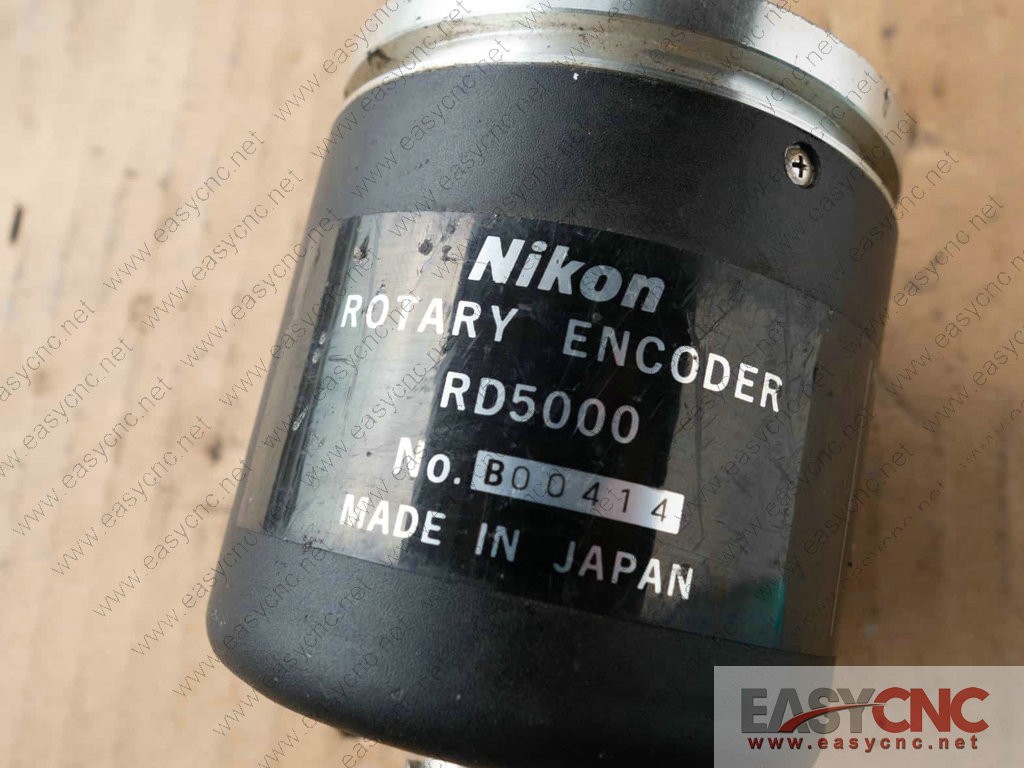 Nikon
ROTARY ENCODER
RD5000
No. B00414
MADE IN JAPAN
EASYCNC
www.easycnc.net